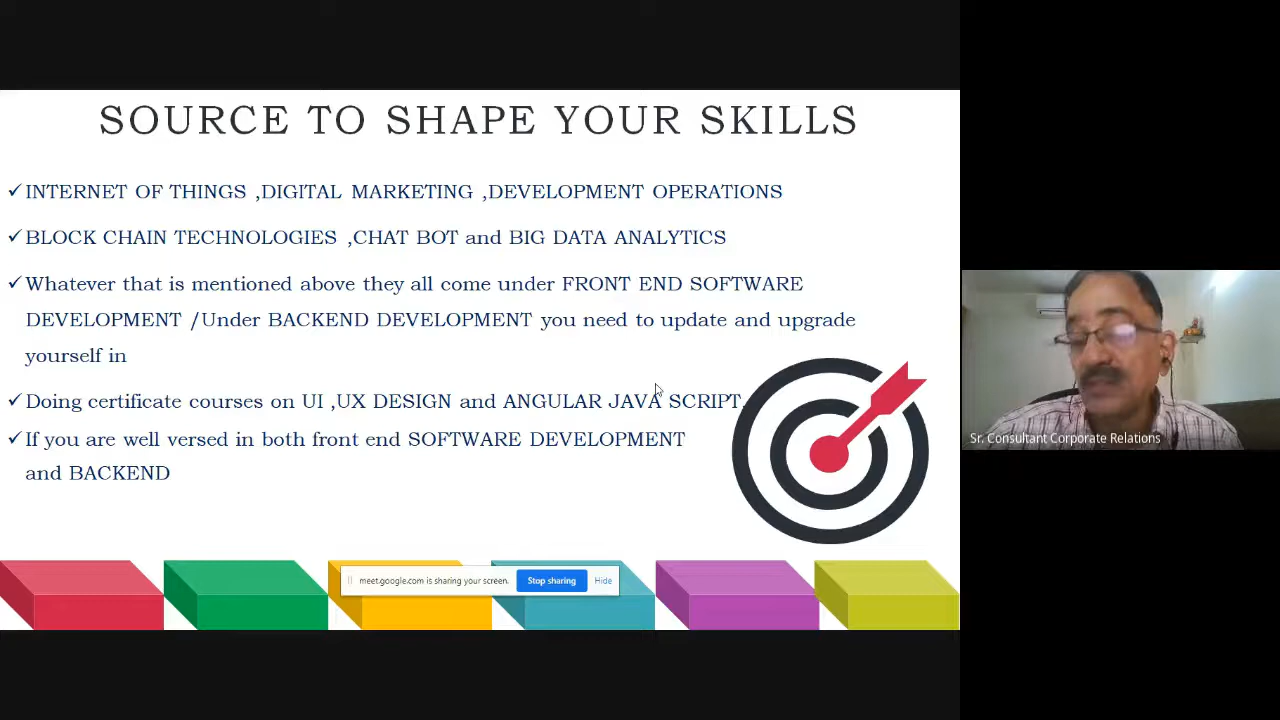 SOURCE TO SHAPE YOUR SKILLS
INTERNET OF THINGS ,DIGITAL MARKETING ,DEVELOPMENT OPERATIONS
BLOCK CHAIN TECHNOLOGIES ,CHAT BOT and BIG DATA ANALYTICS
Whatever that is mentioned above they all come under FRONT END SOFTWARE
DEVELOPMENT /Under BACKEND DEVELOPMENT you need to update and upgrade
yourself in
Doing certificate courses on UI ,UX DESIGN and ANGULAR JAVA SCRIPT.
If you are well versed in both front end SOFTWARE DEVELOPMENT
and BACKEND
Sr. Consultant Corporate Relations
meet.google.com is sharing your screen. Stop sharing Hide